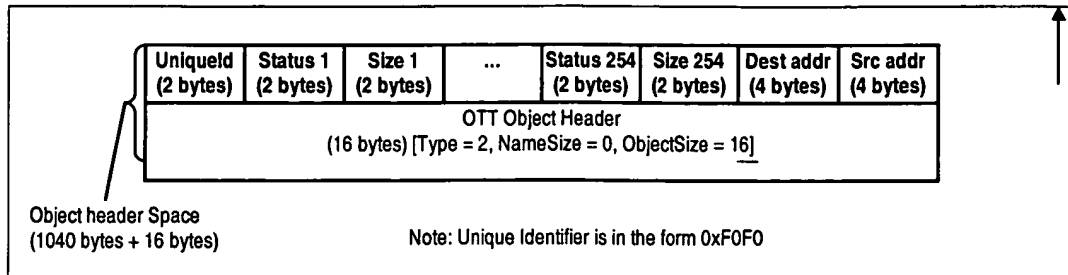 UniqueId Status 1 Size 1 ... Status 254 Size 254 Dest addr Src addr
(2 bytes) (2 bytes) (2 bytes) (2 bytes) (2 bytes) (4 bytes) (4 bytes)
OTT Object Header
(16 bytes) [Type = 2, NameSize = 0, ObjectSize = 16]
Object header Space
(1040 bytes + 16 bytes)
Note: Unique Identifier is in the form 0xF0F0